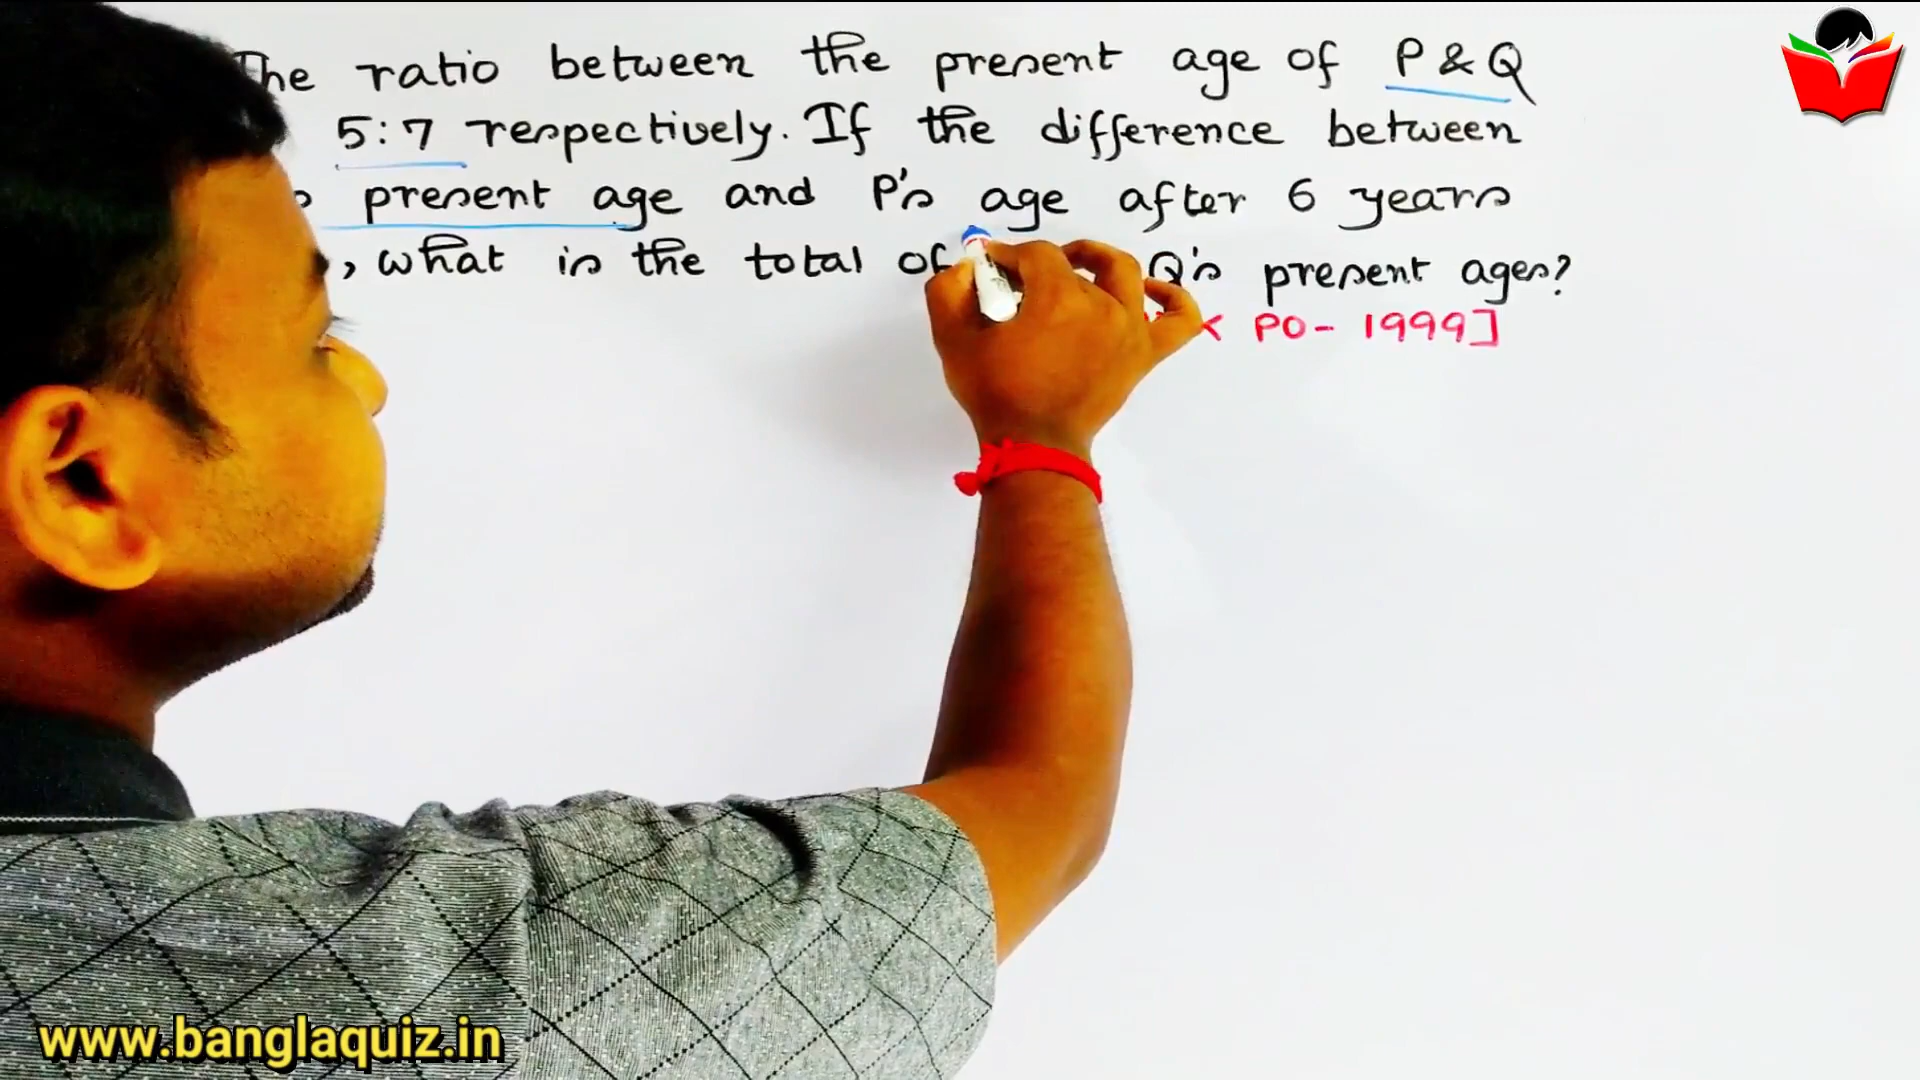 The ratio between the present age of P & Q
5:7 respectively. If the difference between
present age and P's age after 6 years
, what is the total of Q's present ages?
PO- 1999]
www.banglaquiz.in